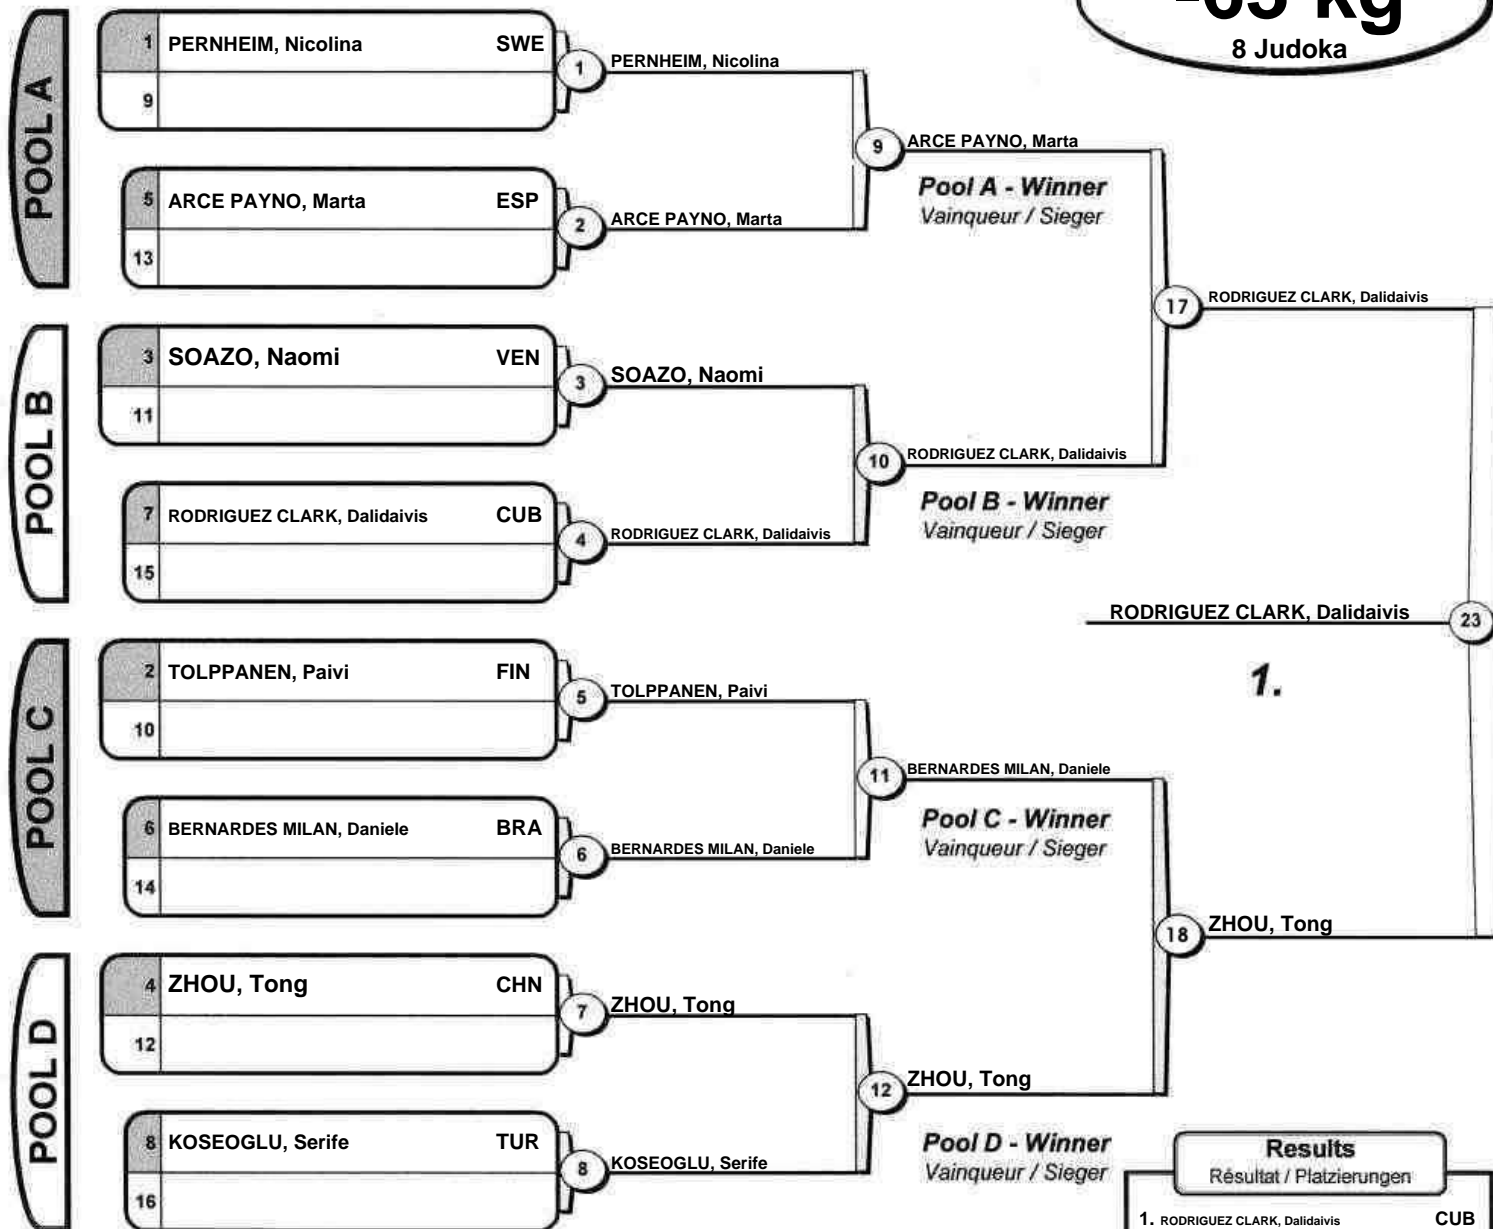 -63 kg
8 Judoka
POOL A
1 PERNHEIM, Nicolina SWE
9
1 PERNHEIM, Nicolina
5 ARCE PAYNO, Marta ESP
13
2 ARCE PAYNO, Marta
9 ARCE PAYNO, Marta
Pool A - Winner
Vainqueur / Sieger
POOL B
3 SOAZO, Naomi VEN
11
3 SOAZO, Naomi
7 RODRIGUEZ CLARK, Dalidaivis CUB
15
4 RODRIGUEZ CLARK, Dalidaivis
10 RODRIGUEZ CLARK, Dalidaivis
Pool B - Winner
Vainqueur / Sieger
17 RODRIGUEZ CLARK, Dalidaivis
RODRIGUEZ CLARK, Dalidaivis 23
1.
POOL C
2 TOLPPANEN, Paivi FIN
10
5 TOLPPANEN, Paivi
6 BERNARDES MILAN, Daniele BRA
14
6 BERNARDES MILAN, Daniele
11 BERNARDES MILAN, Daniele
Pool C - Winner
Vainqueur / Sieger
18 ZHOU, Tong
POOL D
4 ZHOU, Tong CHN
12
7 ZHOU, Tong
8 KOSEOGLU, Serife TUR
16
8 KOSEOGLU, Serife
12 ZHOU, Tong
Pool D - Winner
Vainqueur / Sieger
Results
Résultat / Platzierungen
1. RODRIGUEZ CLARK, Dalidaivis CUB